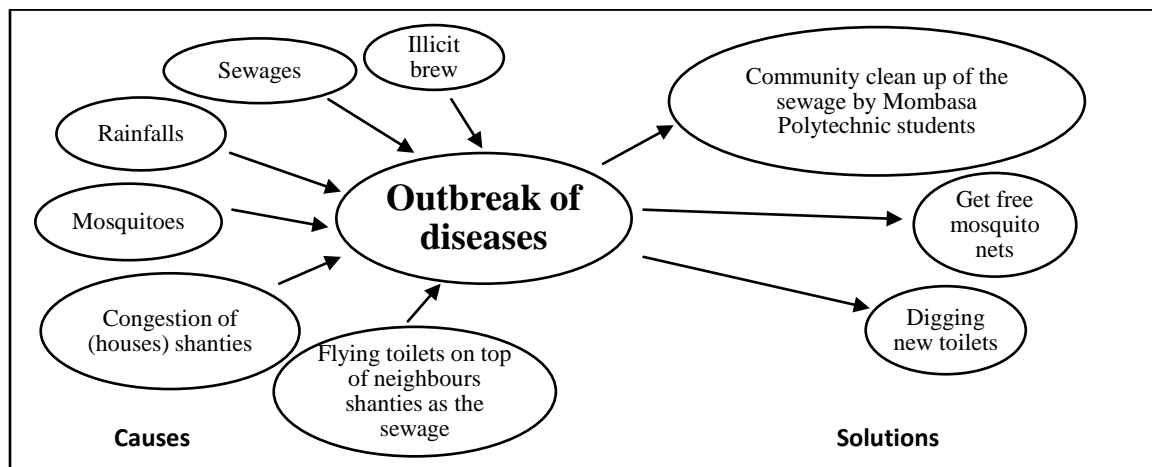 Illicit
brew
Sewages
Rainfalls
Mosquitoes
Congestion of
(houses) shanties
Flying toilets on top
of neighbours
shanties as the
sewage
Causes
Outbreak of
diseases
Community clean up of the
sewage by Mombasa
Polytechnic students
Get free
mosquito
nets
Digging
new toilets
Solutions